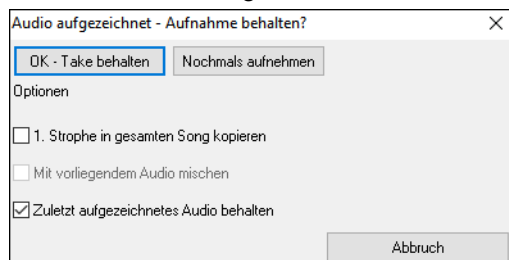 Audio aufgezeichnet - Aufnahme behalten?
OK - Take behalten Nochmals aufnehmen
Optionen
1. Strophe in gesamten Song kopieren
Mit vorliegendem Audio mischen
Zuletzt aufgezeichnetes Audio behalten
Abbruch